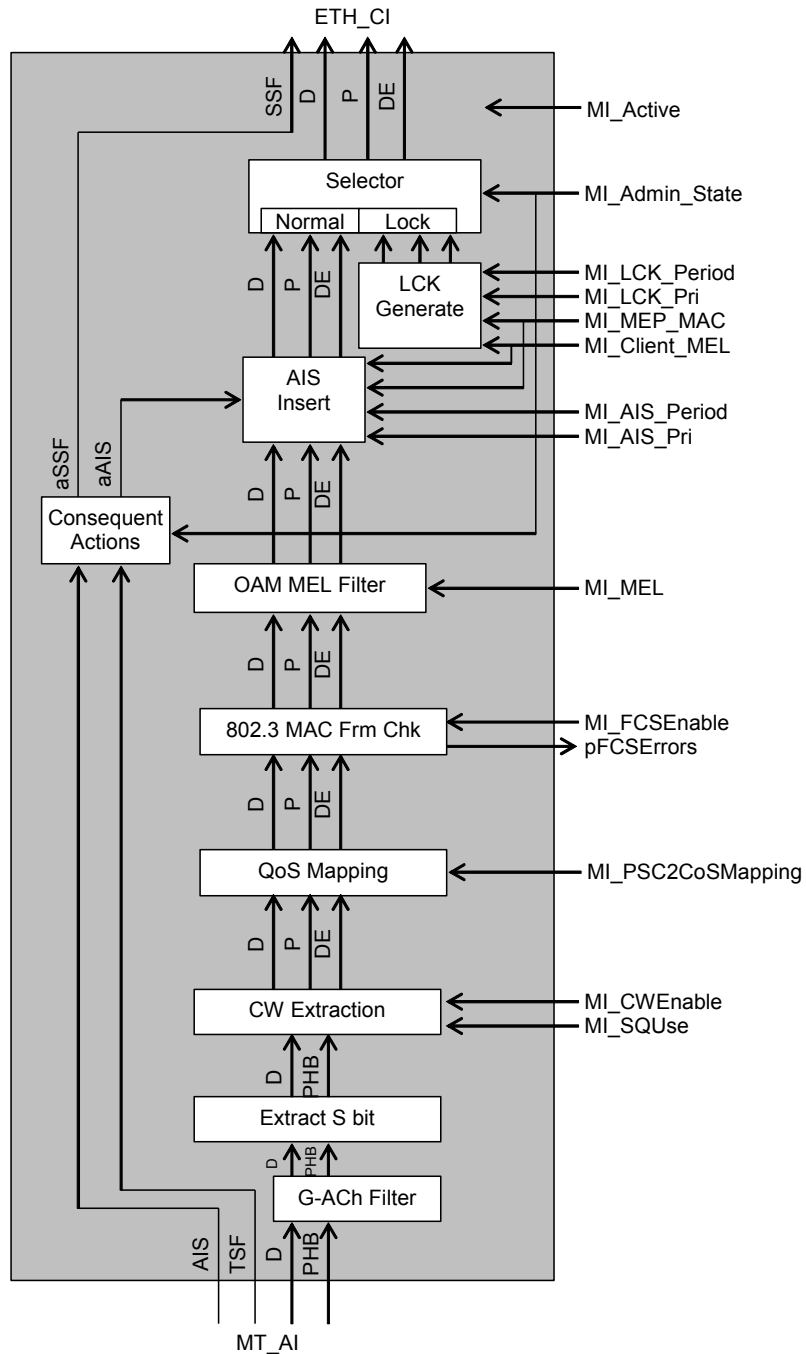 ETH_CI
SSF
D
P
DE
MI_Active
Selector
MI_Admin_State
Normal
Lock
D
P
DE
LCK
Generate
MI_LCK_Period
MI_LCK_Pri
MI_MEP_MAC
MI_Client_MEL
AIS
Insert
MI_AIS_Period
MI_AIS_Pri
aSSF
aAIS
D
P
DE
Consequent
Actions
OAM MEL Filter
MI_MEL
D
P
DE
802.3 MAC Frm Chk
MI_FCSEnable
pFCSErrors
D
P
DE
QoS Mapping
MI_PSC2CoSMapping
D
P
DE
CW Extraction
MI_CWEnable
MI_SQUse
D
PHB
Extract S bit
D
PHB
G-ACh Filter
AIS
TSF
D
PHB
MT_AI